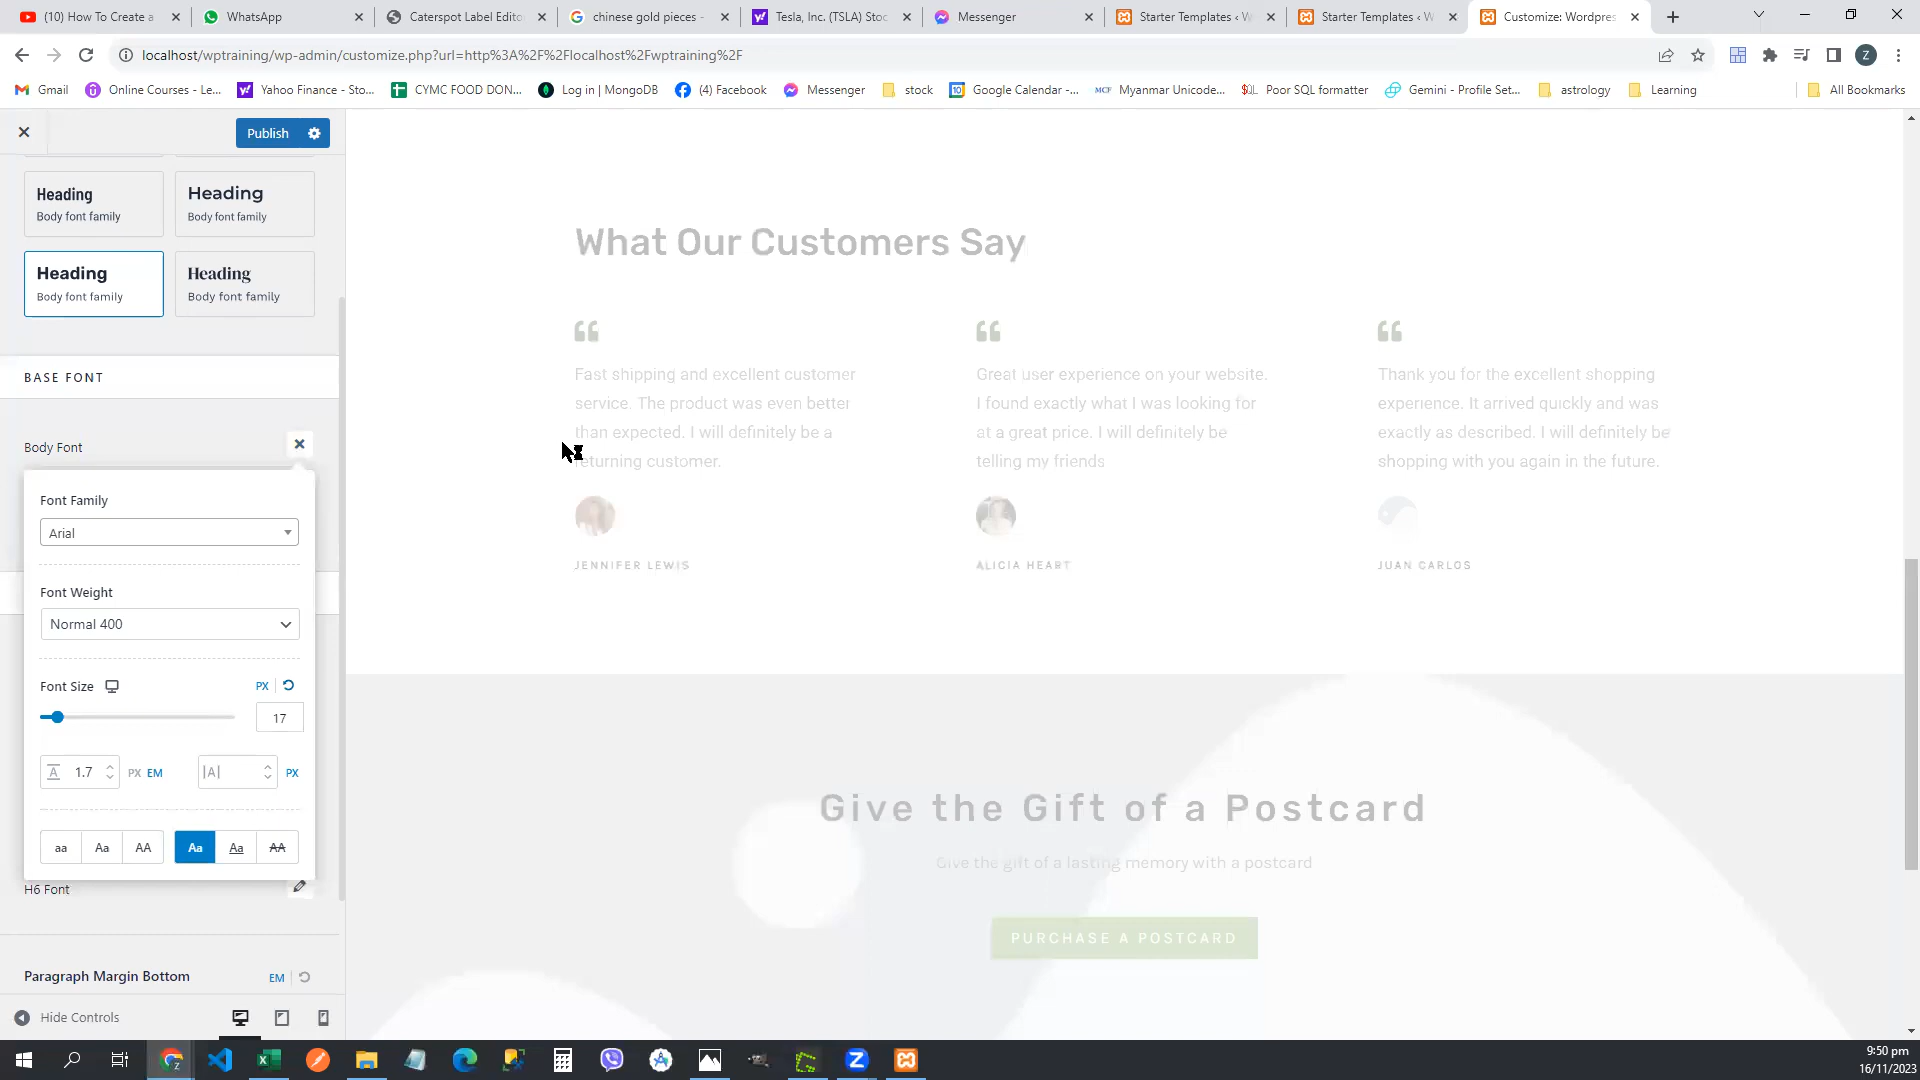 (10) How To Create a
WhatsApp
Caterspot Label Edito
chinese gold pieces -
Tesla, Inc. (TSLA) Stoc
Messenger
Starter Templates ‹ W
Starter Templates ‹ W
Customize: Wordpres
localhost/wptraining/wp-admin/customize.php?url=http%3A%2F%2Flocalhost%2Fwptraining%2F
Z
Gmail
Online Courses - Le...
Yahoo Finance - Sto...
CYMC FOOD DON...
Log in | MongoDB
(4) Facebook
Messenger
stock
Google Calendar -...
MCF
Myanmar Unicode...
Poor SQL formatter
Gemini - Profile Set...
astrology
Learning
All Bookmarks
Publish
Heading
Body font family
Heading
Body font family
Heading
Body font family
Heading
Body font family
BASE FONT
Body Font
Font Family
Arial
Font Weight
Normal 400
Font Size
PX
17
A
1.7
PX EM
|A|
PX
aa
Aa
AA
Aa
Aa
AA
H6 Font
Paragraph Margin Bottom
EM
Hide Controls
What Our Customers Say
Fast shipping and excellent customer
service. The product was even better
than expected. I will definitely be a
returning customer.
JENNIFER LEWIS
Great user experience on your website.
I found exactly what I was looking for
at a great price. I will definitely be
telling my friends
ALICIA HEART
Thank you for the excellent shopping
experience. It arrived quickly and was
exactly as described. I will definitely be
shopping with you again in the future.
JUAN CARLOS
Give the Gift of a Postcard
Give the gift of a lasting memory with a postcard
PURCHASE A POSTCARD
9:50 pm
16/11/2023